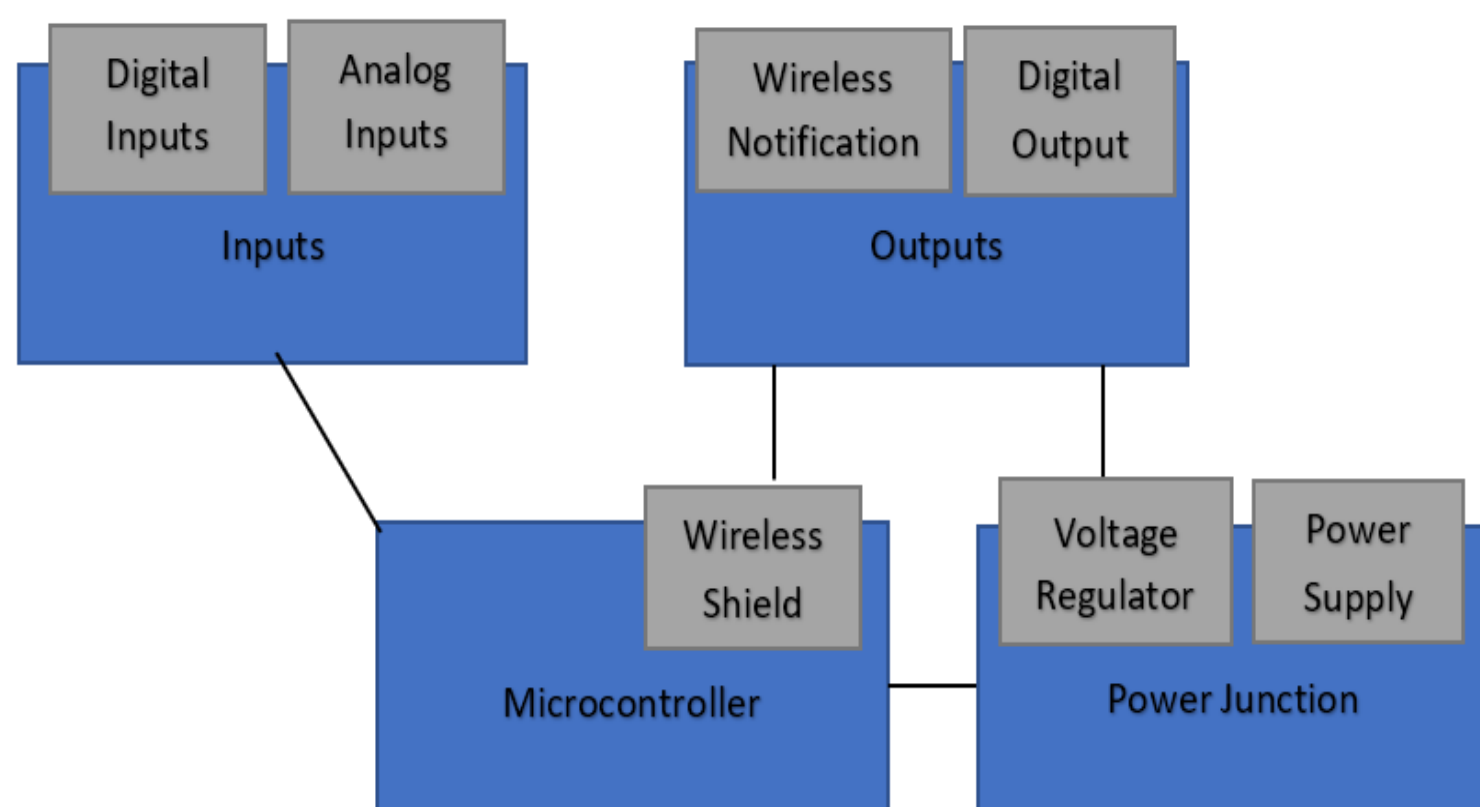 Digital
Inputs
Analog
Inputs
Inputs
Wireless
Notification
Digital
Output
Outputs
Wireless
Shield
Microcontroller
Voltage
Regulator
Power
Supply
Power Junction